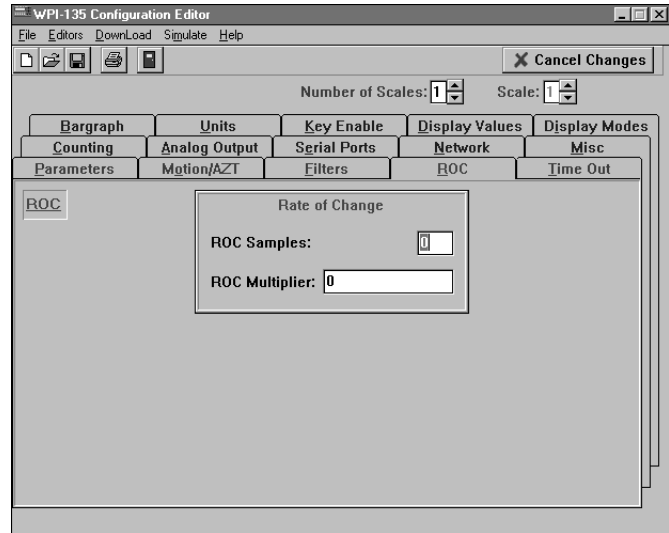 WPI-135 Configuration Editor
File Editors DownLoad Simulate Help
Cancel Changes
Number of Scales: 1 Scale: 1
Bargraph Units Key Enable Display Values Display Modes
Counting Analog Output Serial Ports Network Misc
Parameters Motion/AZT Filters ROC Time Out
ROC
Rate of Change
ROC Samples: 0
ROC Multiplier: 0